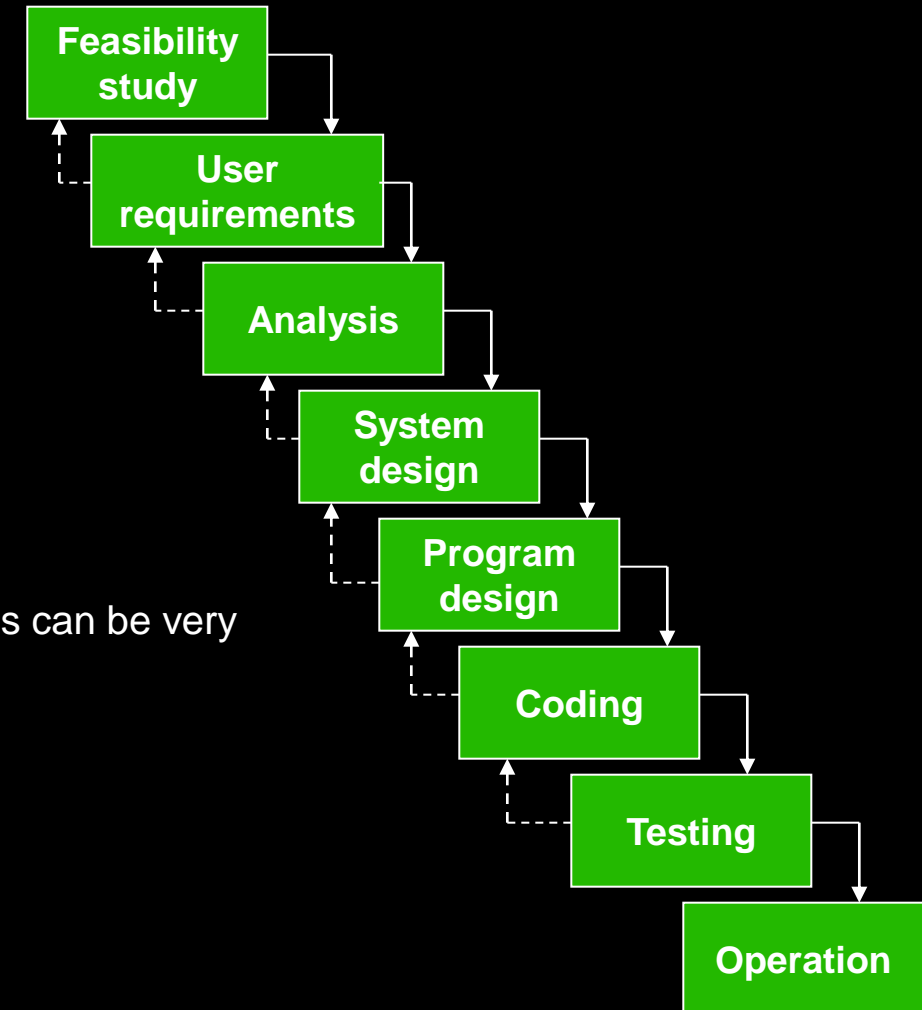 Feasibility
study
User
requirements
Analysis
System
design
Program
design
s can be very
Coding
Testing
Operation